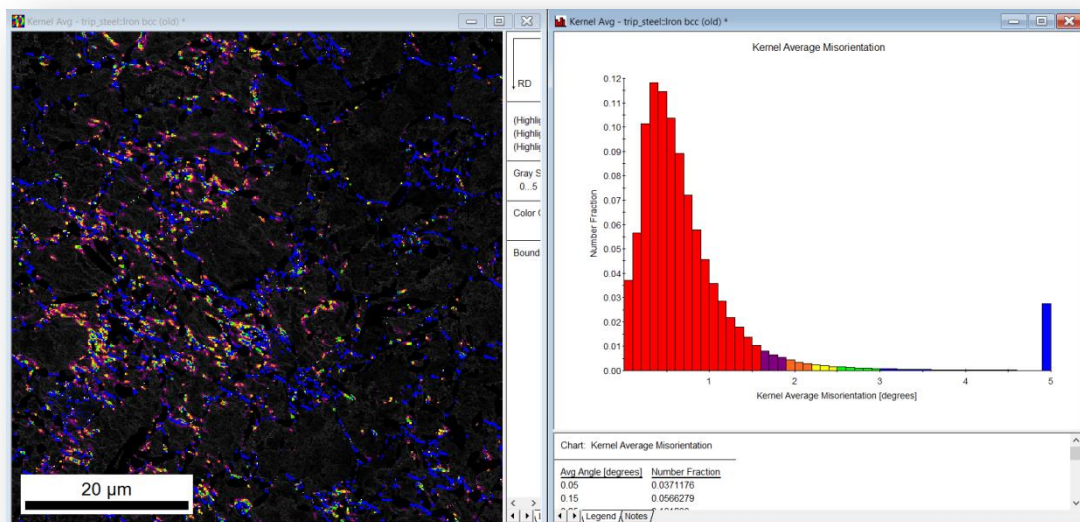 Kernel Avg - trip_steel::Iron bcc (old) *
RD
(Highli
(Highli
(Highli
Gray S
0...5
Color C
Bound
20 µm
Kernel Avg - trip_steel::Iron bcc (old) *
Kernel Average Misorientation
0.12
0.11
0.10
0.09
0.08
0.07
0.06
0.05
0.04
0.03
0.02
0.01
0.00
Number Fraction
1 2 3 4 5
Kernel Average Misorientation [degrees]
Chart: Kernel Average Misorientation
Avg Angle [degrees] Number Fraction
0.05 0.0371176
0.15 0.0566279
Legend Notes